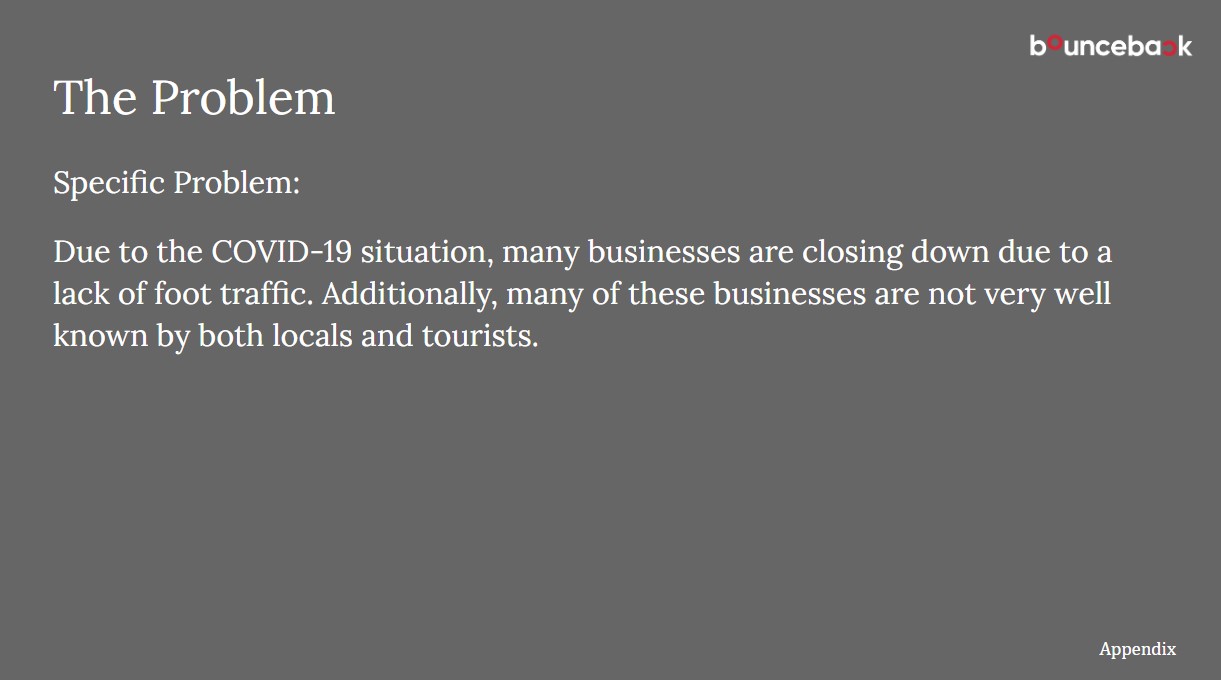 bounceback
The Problem
Specific Problem:
Due to the COVID-19 situation, many businesses are closing down due to a
lack of foot traffic. Additionally, many of these businesses are not very well
known by both locals and tourists.
Appendix